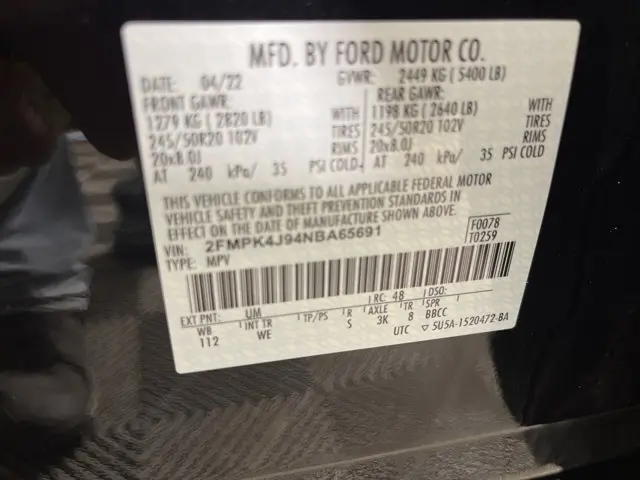 MFD. BY FORD MOTOR CO.
DATE: 04/22 GVWR: 2449 KG ( 5400 LB)
FRONT GAWR: REAR GAWR:
1279 KG ( 2820 LB) WITH 1198 KG ( 2640 LB) WITH
245/50R20 102V TIRES 245/50R20 102V TIRES
20x8.0J RIMS 20x8.0J RIMS
AT 240 kPa/ 35 PSI COLD AT 240 kPa/ 35 PSI COLD
THIS VEHICLE CONFORMS TO ALL APPLICABLE FEDERAL MOTOR
VEHICLE SAFETY AND THEFT PREVENTION STANDARDS IN
EFFECT ON THE DATE OF MANUFACTURE SHOWN ABOVE.
VIN: 2FMPK4J94NBA65691 F0078
TYPE: MPV T0259
EXT PNT: UM RC: 48 DSO:
WB INT TR TP/PS R AXLE TR SPR
112 WE S 3K 8 BBCC
UTC 5U5A-1520472-BA